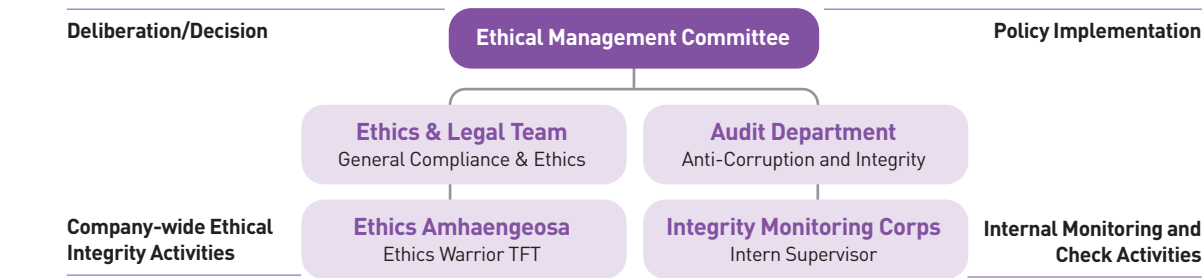 Deliberation/Decision
Ethical Management Committee
Policy Implementation
Ethics & Legal Team
General Compliance & Ethics
Audit Department
Anti-Corruption and Integrity
Company-wide Ethical
Integrity Activities
Ethics Amhaengeosa
Ethics Warrior TFT
Integrity Monitoring Corps
Intern Supervisor
Internal Monitoring and
Check Activities